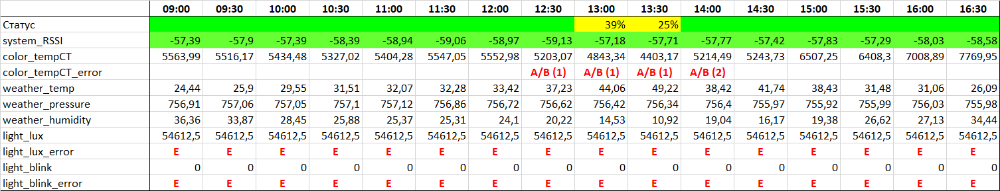 09:00 09:30 10:00 10:30 11:00 11:30 12:00 12:30 13:00 13:30 14:00 14:30 15:00 15:30 16:00 16:30
Статус 39% 25%
system_RSSI -57,39 -57,9 -57,39 -58,39 -58,94 -59,06 -58,97 -59,13 -57,18 -57,71 -57,77 -57,42 -57,83 -57,29 -58,03 -58,58
color_tempCT 5563,99 5516,17 5434,48 5327,02 5404,28 5547,05 5552,98 5203,07 4843,34 4403,17 5214,49 5243,73 6507,25 6408,3 7008,89 7769,95
color_tempCT_error A/B (1) A/B (1) A/B (1) A/B (2)
weather_temp 24,44 25,9 29,55 31,51 32,07 32,28 33,42 37,23 44,06 49,22 38,42 41,74 38,43 31,48 31,06 26,09
weather_pressure 756,91 757,06 757,05 757,1 757,12 756,86 756,72 756,62 756,42 756,34 756,4 755,97 755,92 755,99 756,03 755,98
weather_humidity 36,36 33,87 28,45 25,88 25,37 25,31 24,1 20,22 14,53 10,92 19,04 16,17 19,38 26,62 27,13 34,44
light_lux 54612,5 54612,5 54612,5 54612,5 54612,5 54612,5 54612,5 54612,5 54612,5 54612,5 54612,5 54612,5 54612,5 54612,5 54612,5 54612,5
light_lux_error E E E E E E E E E E E E E E E E
light_blink 0 0 0 0 0 0 0 0 0 0 0 0 0 0 0 0
light_blink_error E E E E E E E E E E E E E E E E